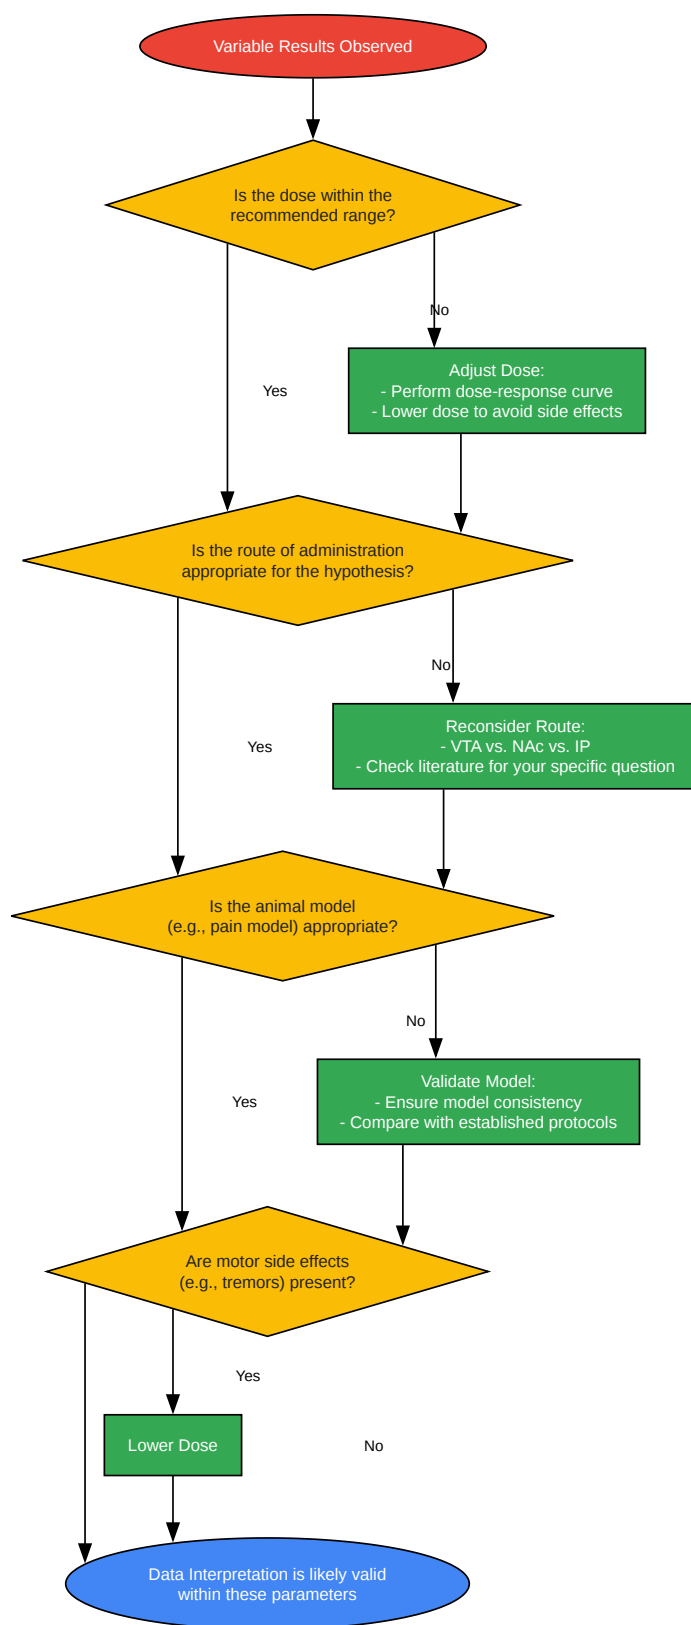 Variable Results Observed
Is the dose within the
recommended range?
No
Adjust Dose:
- Perform dose-response curve
- Lower dose to avoid side effects
Yes
Is the route of administration
appropriate for the hypothesis?
No
Reconsider Route:
- VTA vs. NAc vs. IP
- Check literature for your specific question
Yes
Is the animal model
(e.g., pain model) appropriate?
No
Validate Model:
- Ensure model consistency
- Compare with established protocols
Yes
Are motor side effects
(e.g., tremors) present?
Yes
Lower Dose
No
Data Interpretation is likely valid
within these parameters